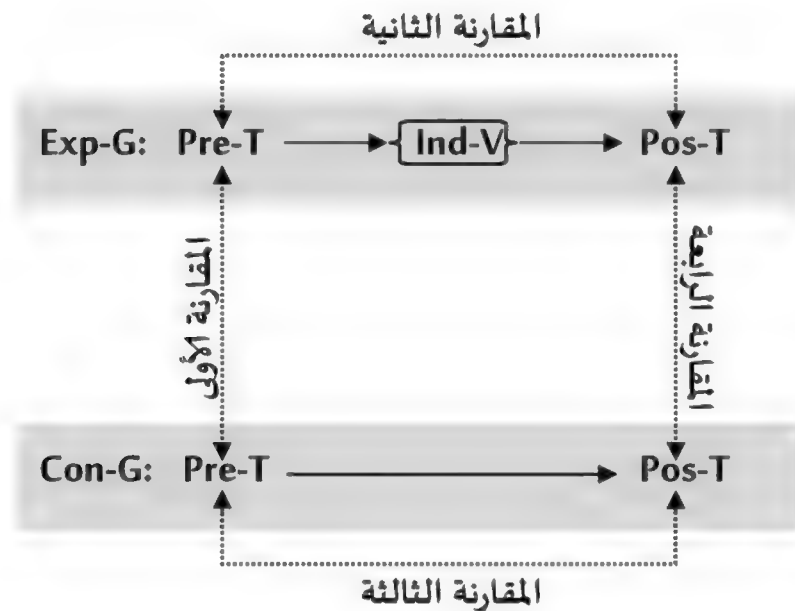 المقارنة الثانية
Exp-G: Pre-T Ind-V Pos-T
المقارنة الأولى
المقارنة الرابعة
Con-G: Pre-T Pos-T
المقارنة الثالثة